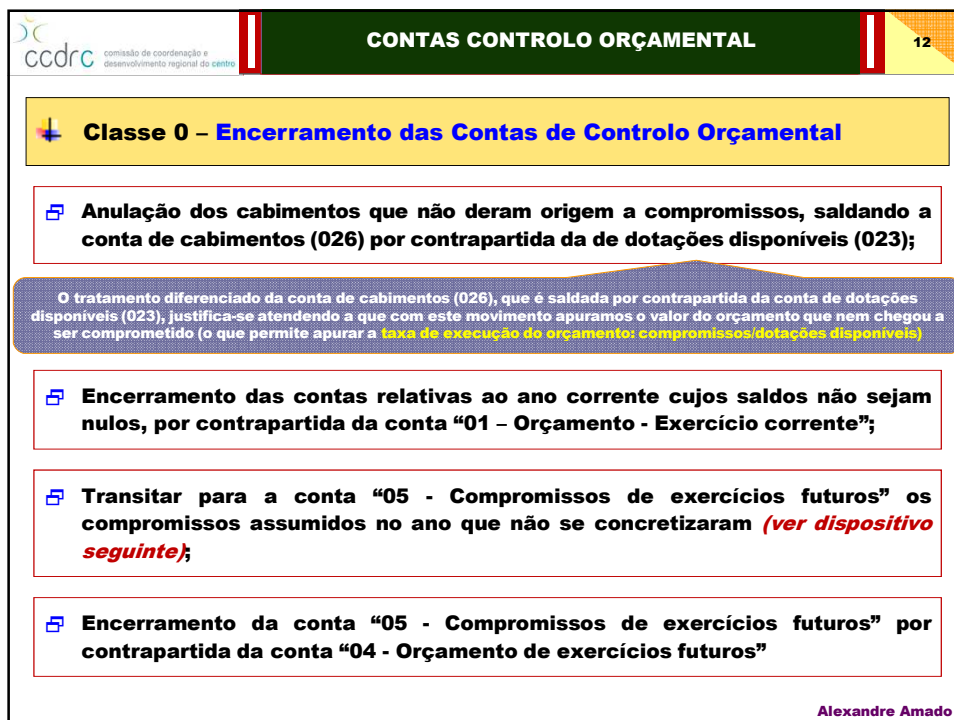 ccdrc comissão de coordenação e
desenvolvimento regional do centro
CONTAS CONTROLO ORÇAMENTAL
12
Classe 0 – Encerramento das Contas de Controlo Orçamental
Anulação dos cabimentos que não deram origem a compromissos, saldando a
conta de cabimentos (026) por contrapartida da de dotações disponíveis (023);
O tratamento diferenciado da conta de cabimentos (026), que é saldada por contrapartida da conta de dotações
disponíveis (023), justifica-se atendendo a que com este movimento apuramos o valor do orçamento que nem chegou a
ser comprometido (o que permite apurar a taxa de execução do orçamento: compromissos/dotações disponíveis)
Encerramento das contas relativas ao ano corrente cujos saldos não sejam
nulos, por contrapartida da conta “01 – Orçamento - Exercício corrente”;
Transitar para a conta “05 - Compromissos de exercícios futuros” os
compromissos assumidos no ano que não se concretizaram (ver dispositivo
seguinte);
Encerramento da conta “05 - Compromissos de exercícios futuros” por
contrapartida da conta “04 - Orçamento de exercícios futuros”
Alexandre Amado